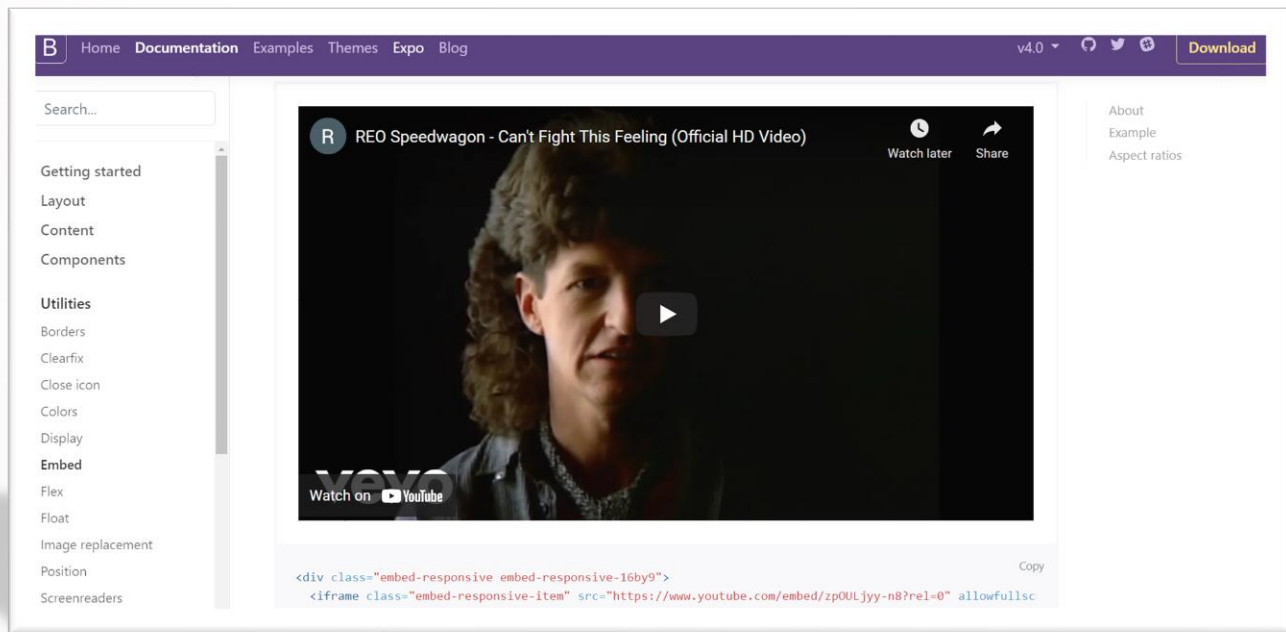 B Home Documentation Examples Themes Expo Blog v4.0 Download
Search...
Getting started
Layout
Content
Components
Utilities
Borders
Clearfix
Close icon
Colors
Display
Embed
Flex
Float
Image replacement
Position
Screenreaders
R REO Speedwagon - Can't Fight This Feeling (Official HD Video)
Watch later Share
vevo
Watch on YouTube
Copy
<div class="embed-responsive embed-responsive-16by9">
<iframe class="embed-responsive-item" src="https://www.youtube.com/embed/zpOULjyy-n8?rel=0" allowfullsc
About
Example
Aspect ratios